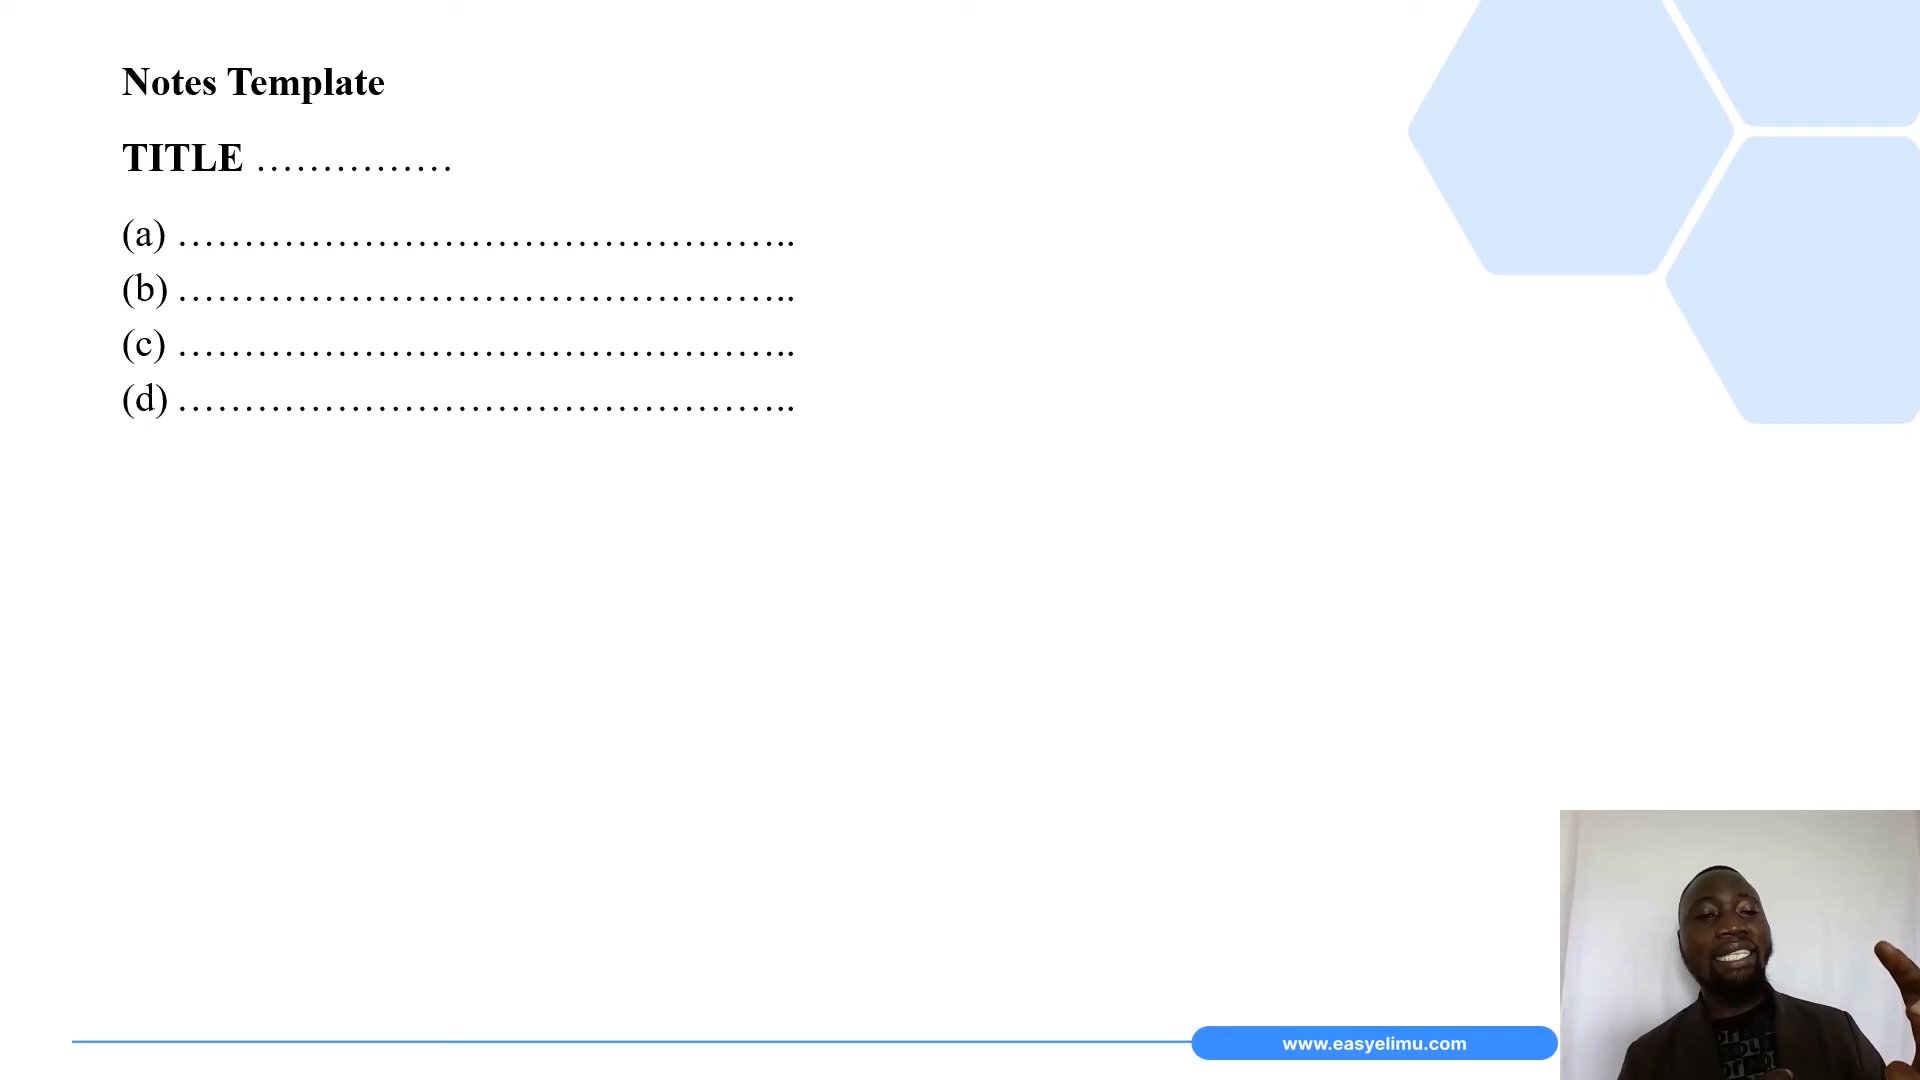 Notes Template
TITLE ……………
(a) ………………………………………..
(b) ………………………………………..
(c) ………………………………………..
(d) ………………………………………..
www.easyelimu.com